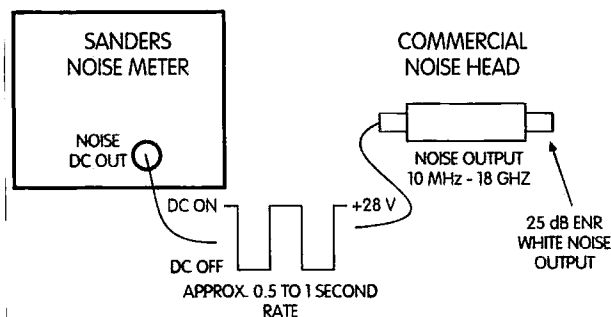 SANDERS
NOISE METER
NOISE
DC OUT
COMMERCIAL
NOISE HEAD
NOISE OUTPUT
10 MHz - 18 GHZ
DC ON
+28 V
DC OFF
APPROX. 0.5 TO 1 SECOND
RATE
25 dB ENR
WHITE NOISE
OUTPUT